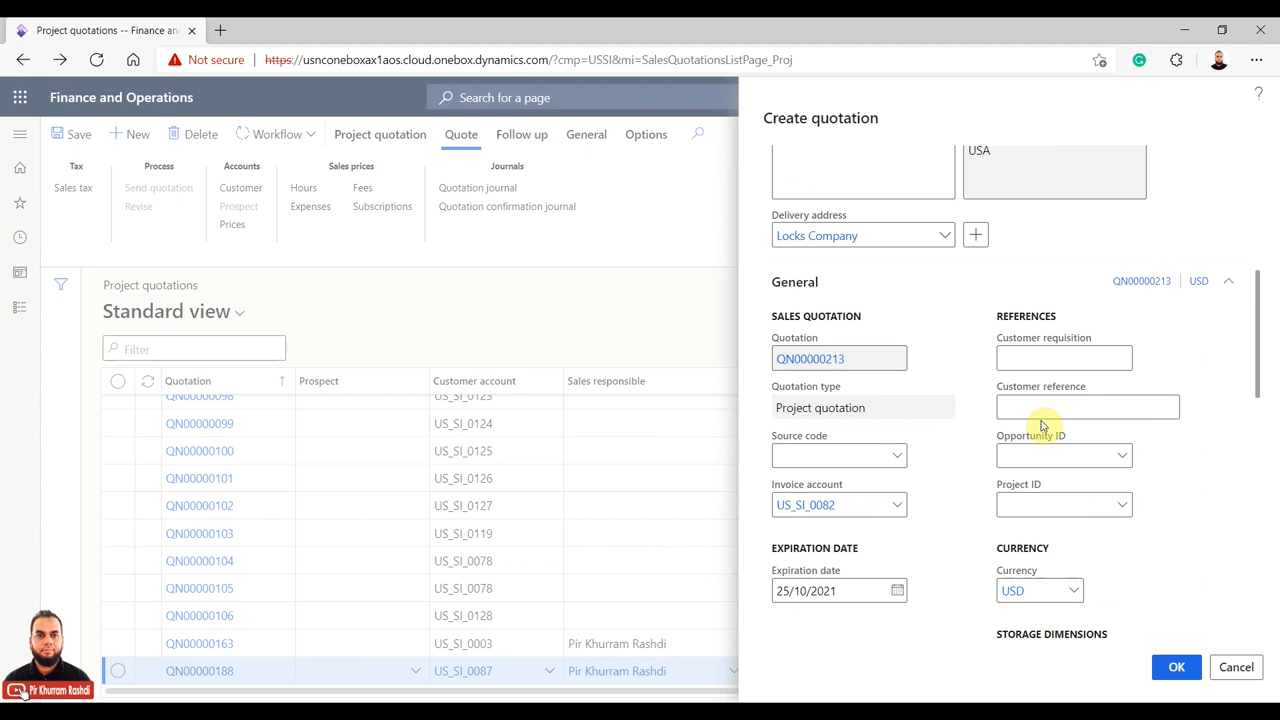 Project quotations -- Finance an
Not secure https://usnconeboxax1aos.cloud.onebox.dynamics.com/?cmp=USSI&mi=SalesQuotationsListPage_Proj
Finance and Operations
Search for a page
?
Save New Delete Workflow Project quotation Quote Follow up General Options
Tax Process Accounts Sales prices Journals
Sales tax Send quotation Customer Hours Fees Quotation journal
Revise Prospect Expenses Subscriptions Quotation confirmation journal
Prices
Project quotations
Standard view
Filter
Quotation Prospect Customer account Sales responsible
QN00000098 US_SI_0123
QN00000099 US_SI_0124
QN00000100 US_SI_0125
QN00000101 US_SI_0126
QN00000102 US_SI_0127
QN00000103 US_SI_0119
QN00000104 US_SI_0078
QN00000105 US_SI_0078
QN00000106 US_SI_0128
QN00000163 US_SI_0003 Pir Khurram Rashdi
QN00000188 US_SI_0087 Pir Khurram Rashdi
Create quotation
USA
Delivery address
Locks Company
General QN00000213 USD
SALES QUOTATION REFERENCES
Quotation Customer requisition
QN00000213
Quotation type Customer reference
Project quotation
Source code Opportunity ID
Invoice account Project ID
US_SI_0082
EXPIRATION DATE CURRENCY
Expiration date Currency
25/10/2021 USD
STORAGE DIMENSIONS
OK Cancel
Pir Khurram Rashdi